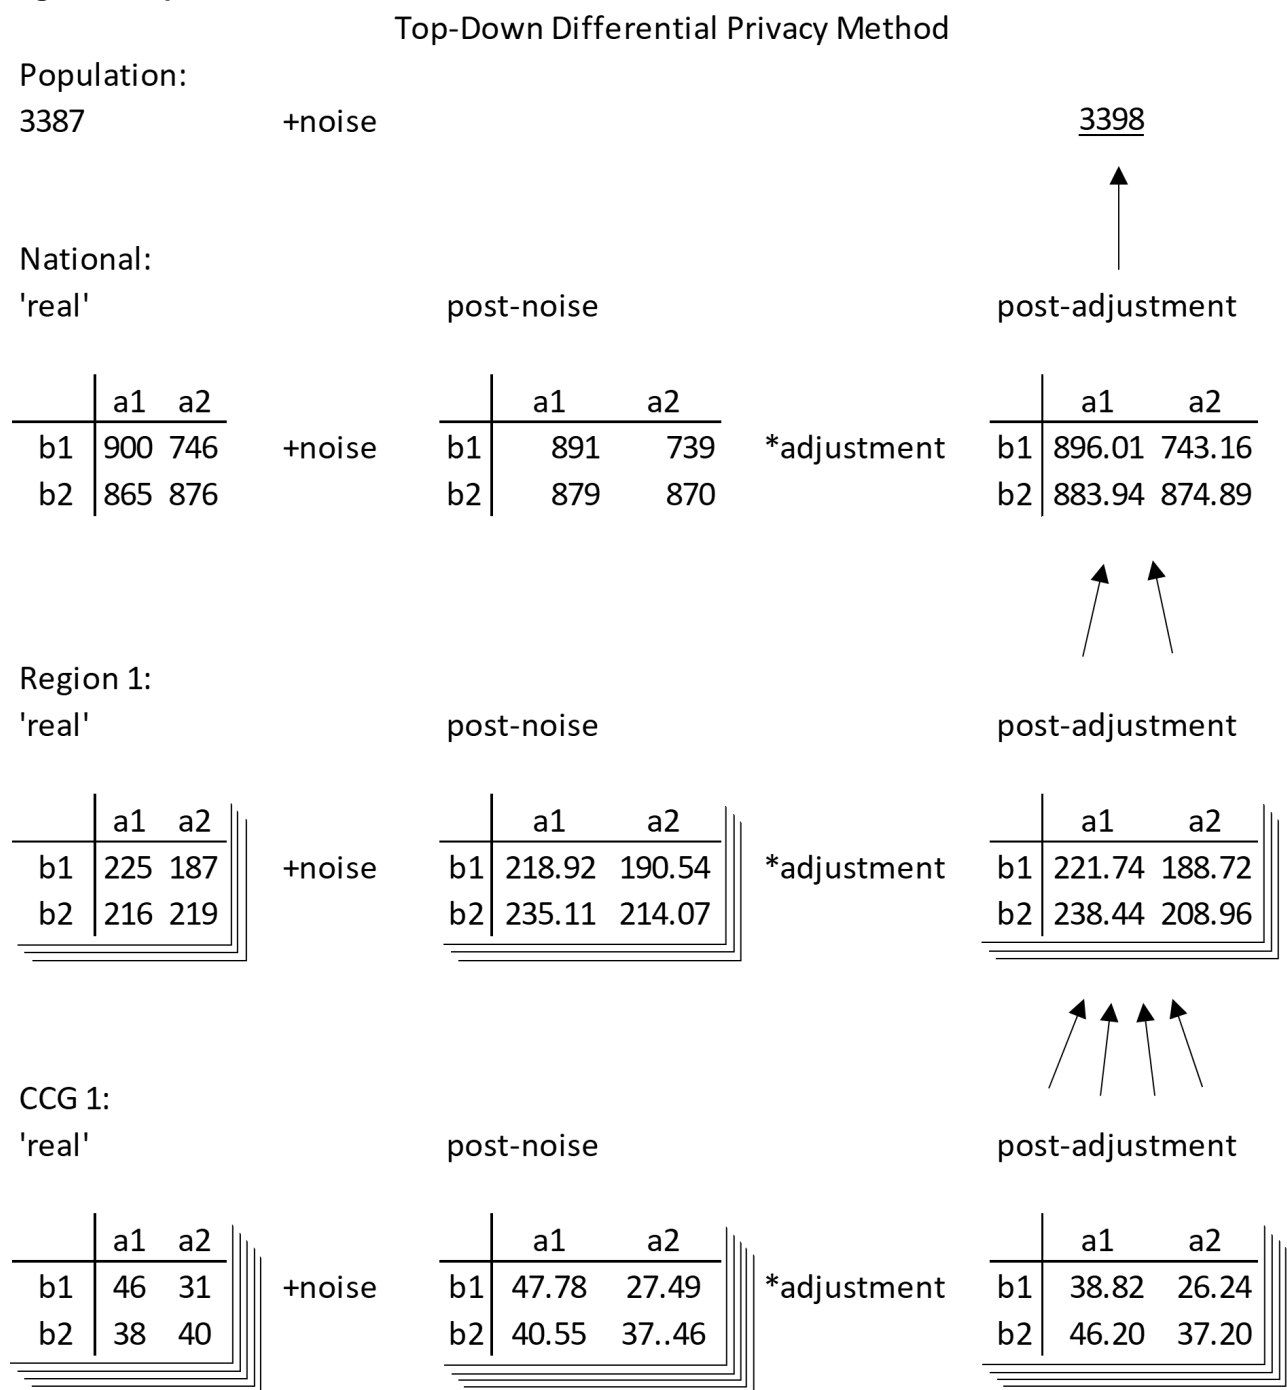 Top-Down Differential Privacy Method
Population:
3387 +noise 3398
National:
'real' post-noise post-adjustment
a1 a2 a1 a2 a1 a2
b1 900 746 +noise b1 891 739 *adjustment b1 896.01 743.16
b2 865 876 b2 879 870 b2 883.94 874.89
Region 1:
'real' post-noise post-adjustment
a1 a2 a1 a2 a1 a2
b1 225 187 +noise b1 218.92 190.54 *adjustment b1 221.74 188.72
b2 216 219 b2 235.11 214.07 b2 238.44 208.96
CCG 1:
'real' post-noise post-adjustment
a1 a2 a1 a2 a1 a2
b1 46 31 +noise b1 47.78 27.49 *adjustment b1 38.82 26.24
b2 38 40 b2 40.55 37..46 b2 46.20 37.20